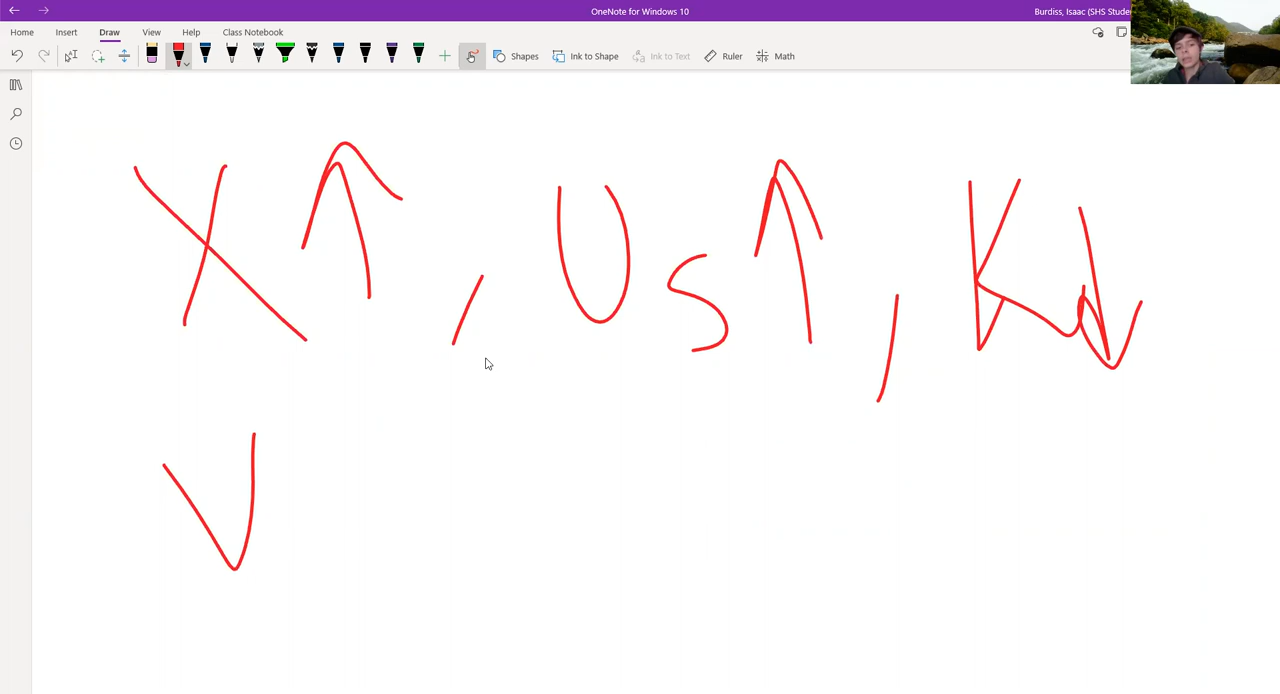 OneNote for Windows 10
Burdiss, Isaac (SHS Stude
Home Insert Draw View Help Class Notebook
Shapes Ink to Shape Ink to Text Ruler Math
X↑, Us↑, K↓
V